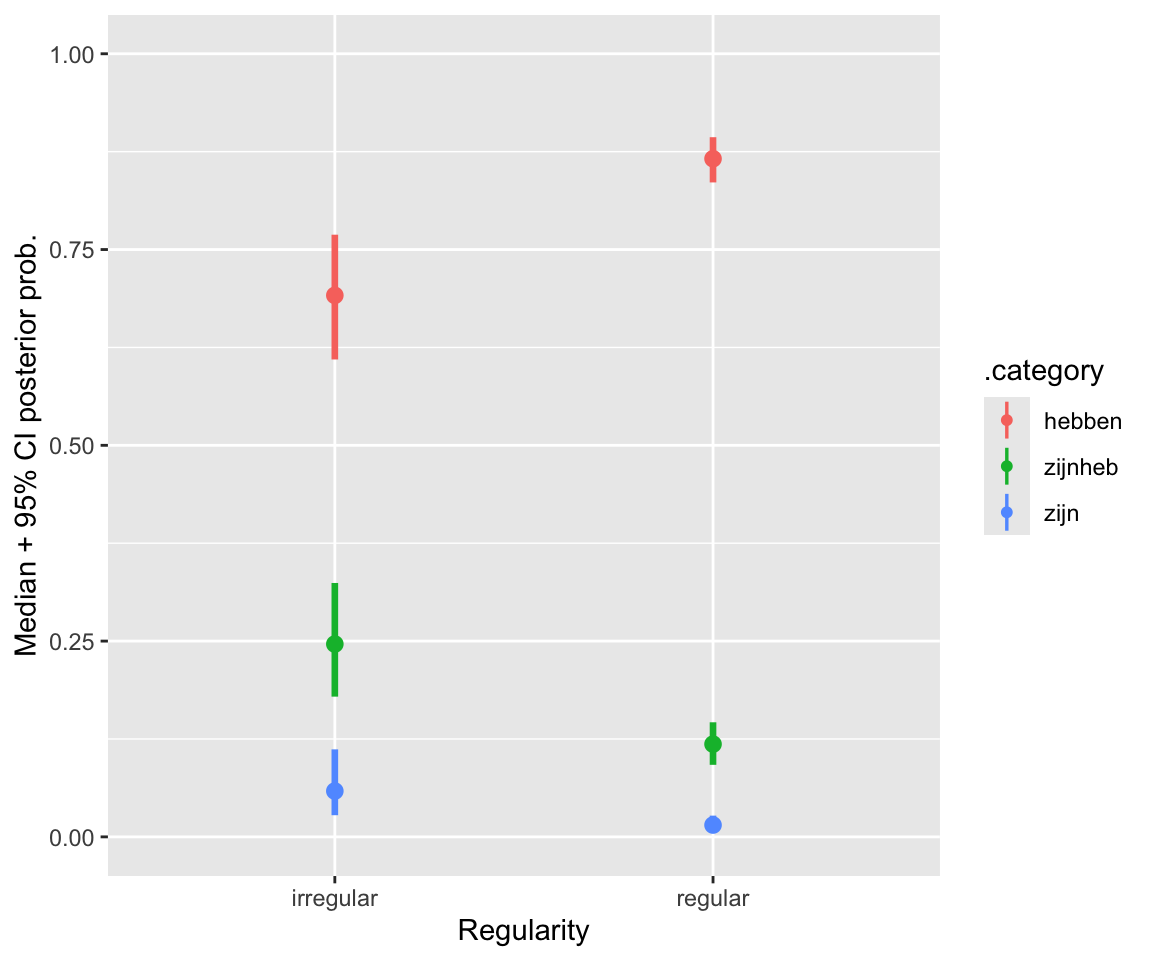 Median + 95% CI posterior prob.
1.00
0.75
0.50
0.25
0.00
irregular
regular
Regularity
.category
hebben
zijnheb
zijn